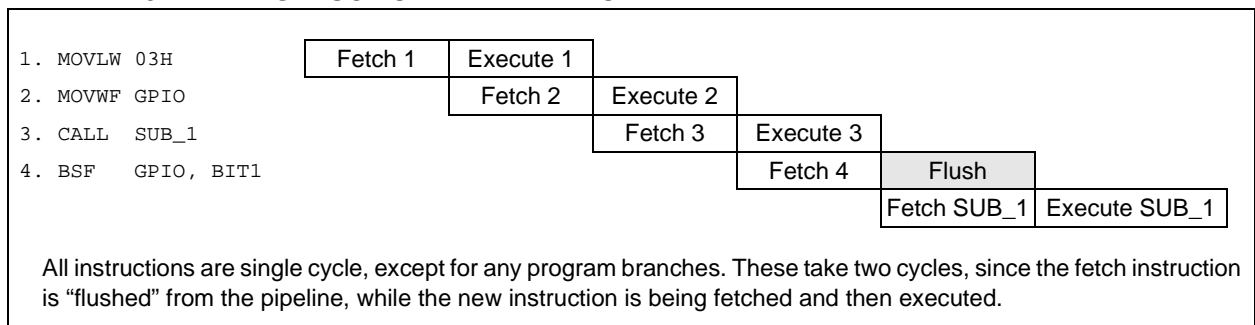 1. MOVLW 03H Fetch 1 Execute 1
2. MOVWF GPIO Fetch 2 Execute 2
3. CALL SUB_1 Fetch 3 Execute 3
4. BSF GPIO, BIT1 Fetch 4 Flush
Fetch SUB_1 Execute SUB_1
All instructions are single cycle, except for any program branches. These take two cycles, since the fetch instruction
is “flushed” from the pipeline, while the new instruction is being fetched and then executed.